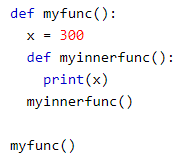 def myfunc():
  x = 300
  def myinnerfunc():
    print(x)
  myinnerfunc()

myfunc()